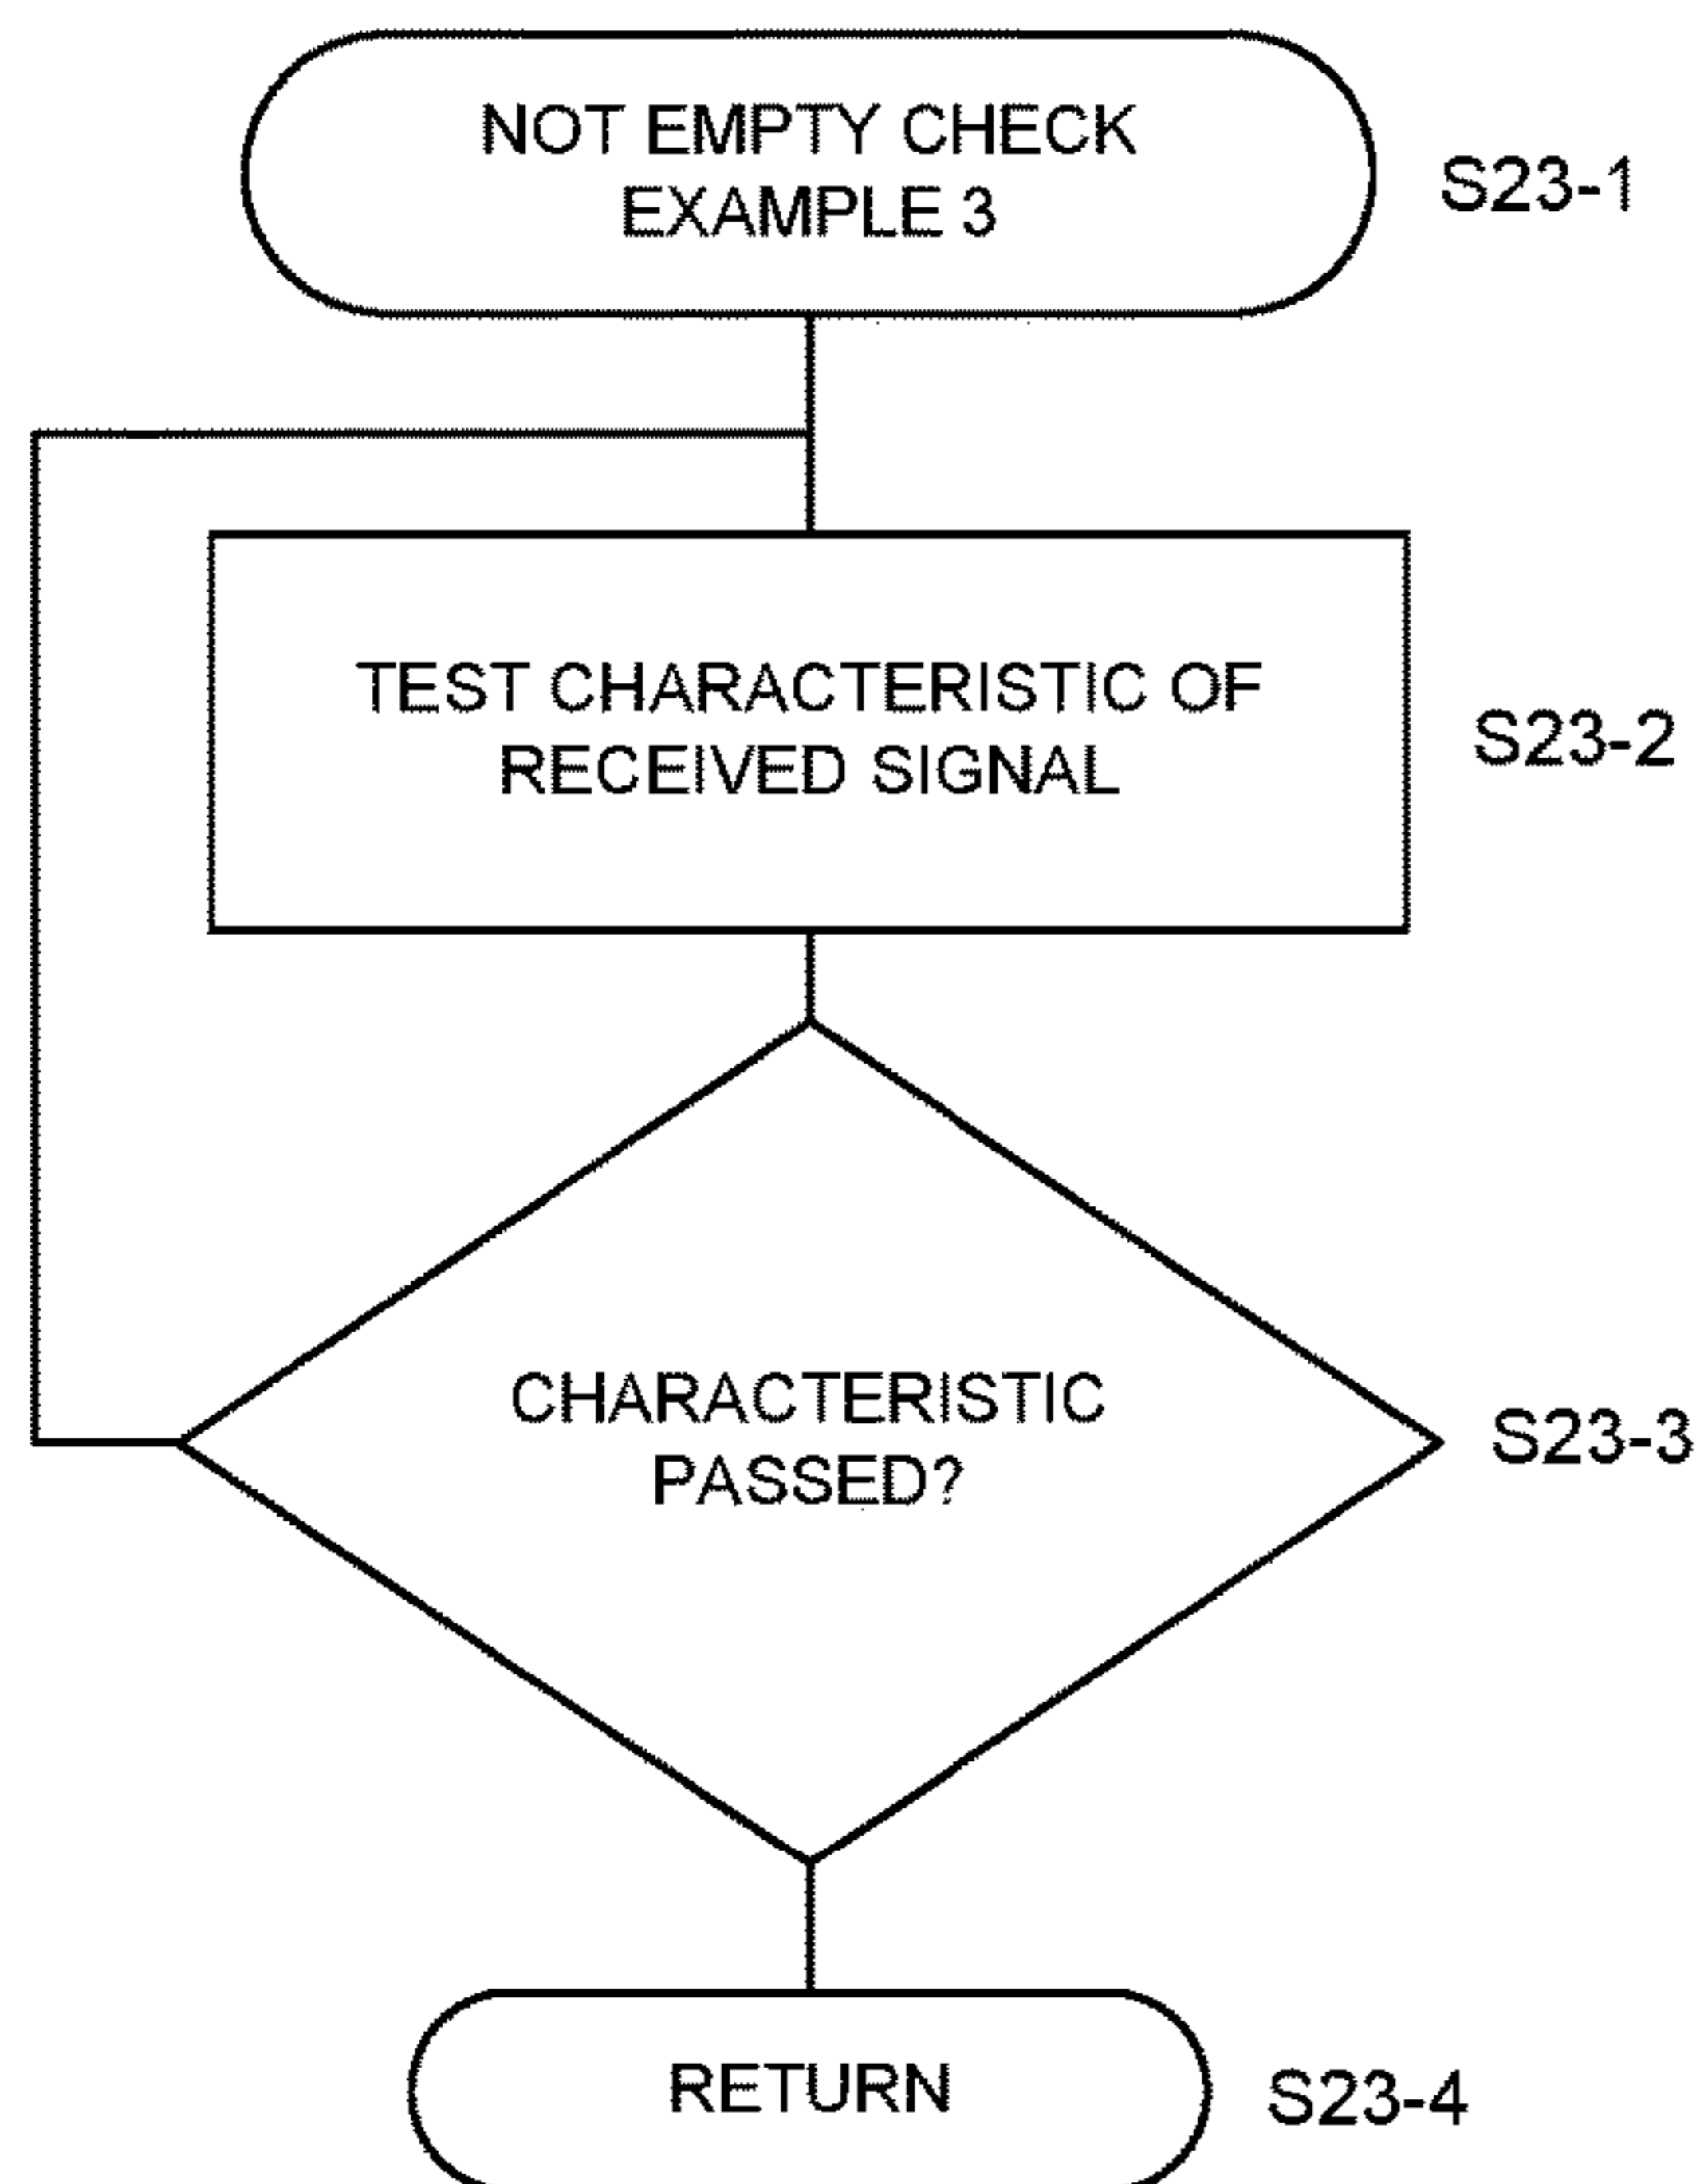 NOT EMPTY CHECK
EXAMPLE 3
S23-1
TEST CHARACTERISTIC OF
RECEIVED SIGNAL
S23-2
CHARACTERISTIC
PASSED?
S23-3
RETURN
S23-4